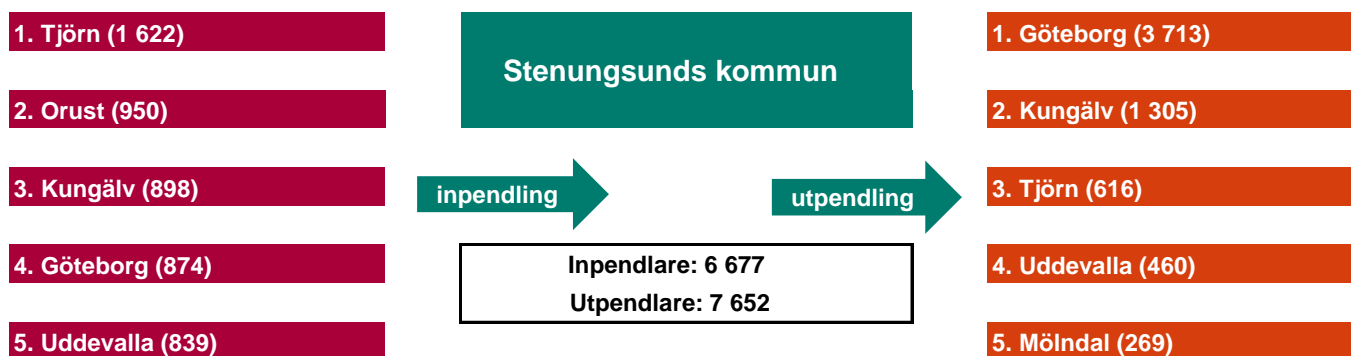 1. Tjörn (1 622)
2. Orust (950)
3. Kungälv (898)
4. Göteborg (874)
5. Uddevalla (839)
Stenungsunds kommun
inpendling
utpendling
Inpendlare: 6 677
Utpendlare: 7 652
1. Göteborg (3 713)
2. Kungälv (1 305)
3. Tjörn (616)
4. Uddevalla (460)
5. Mölndal (269)